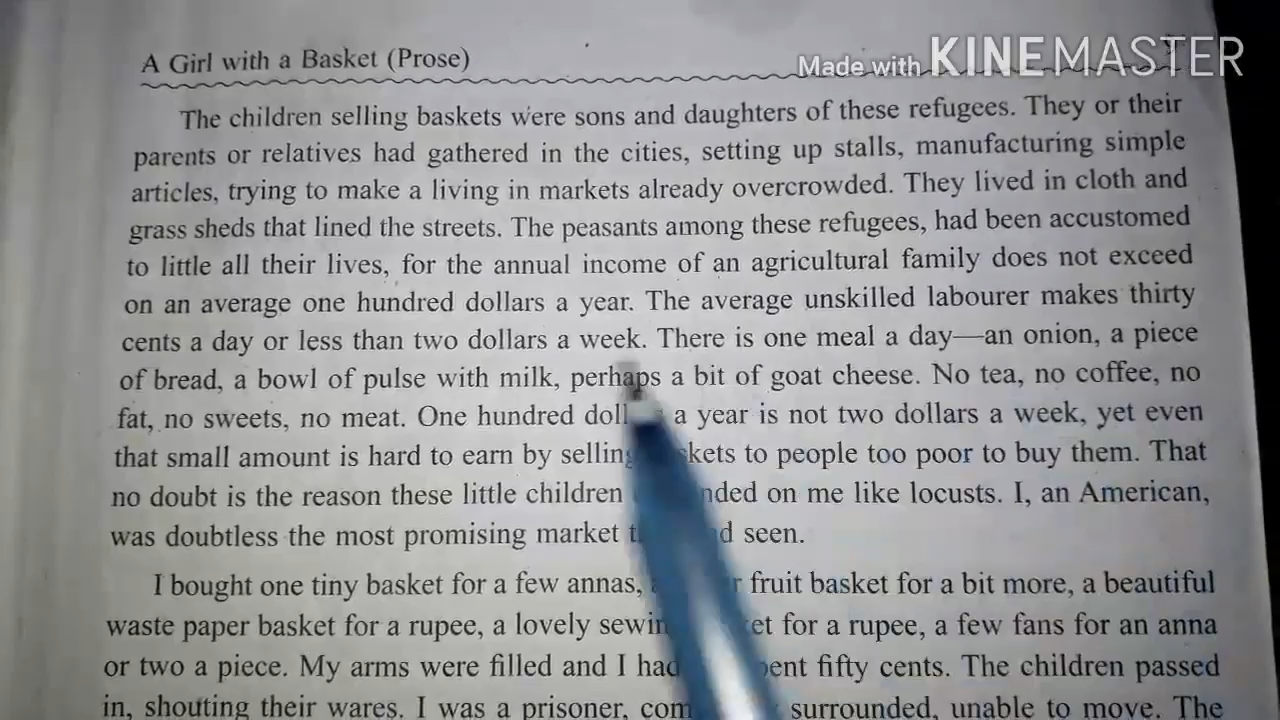 A Girl with a Basket (Prose)
Made with KINEMASTER
The children selling baskets were sons and daughters of these refugees. They or their
parents or relatives had gathered in the cities, setting up stalls, manufacturing simple
articles, trying to make a living in markets already overcrowded. They lived in cloth and
grass sheds that lined the streets. The peasants among these refugees, had been accustomed
to little all their lives, for the annual income of an agricultural family does not exceed
on an average one hundred dollars a year. The average unskilled labourer makes thirty
cents a day or less than two dollars a week. There is one meal a day—an onion, a piece
of bread, a bowl of pulse with milk, perhaps a bit of goat cheese. No tea, no coffee, no
fat, no sweets, no meat. One hundred a year is not two dollars a week, yet even
that small amount is hard to earn by selling to people too poor to buy them. That
no doubt is the reason these little children on me like locusts. I, an American,
was doubtless the most promising market seen.
I bought one tiny basket for a few annas, fruit basket for a bit more, a beautiful
waste paper basket for a rupee, a lovely for a rupee, a few fans for an anna
or two a piece. My arms were filled and I had fifty cents. The children passed
in, shouting their wares. I was a prisoner, surrounded, unable to move. The